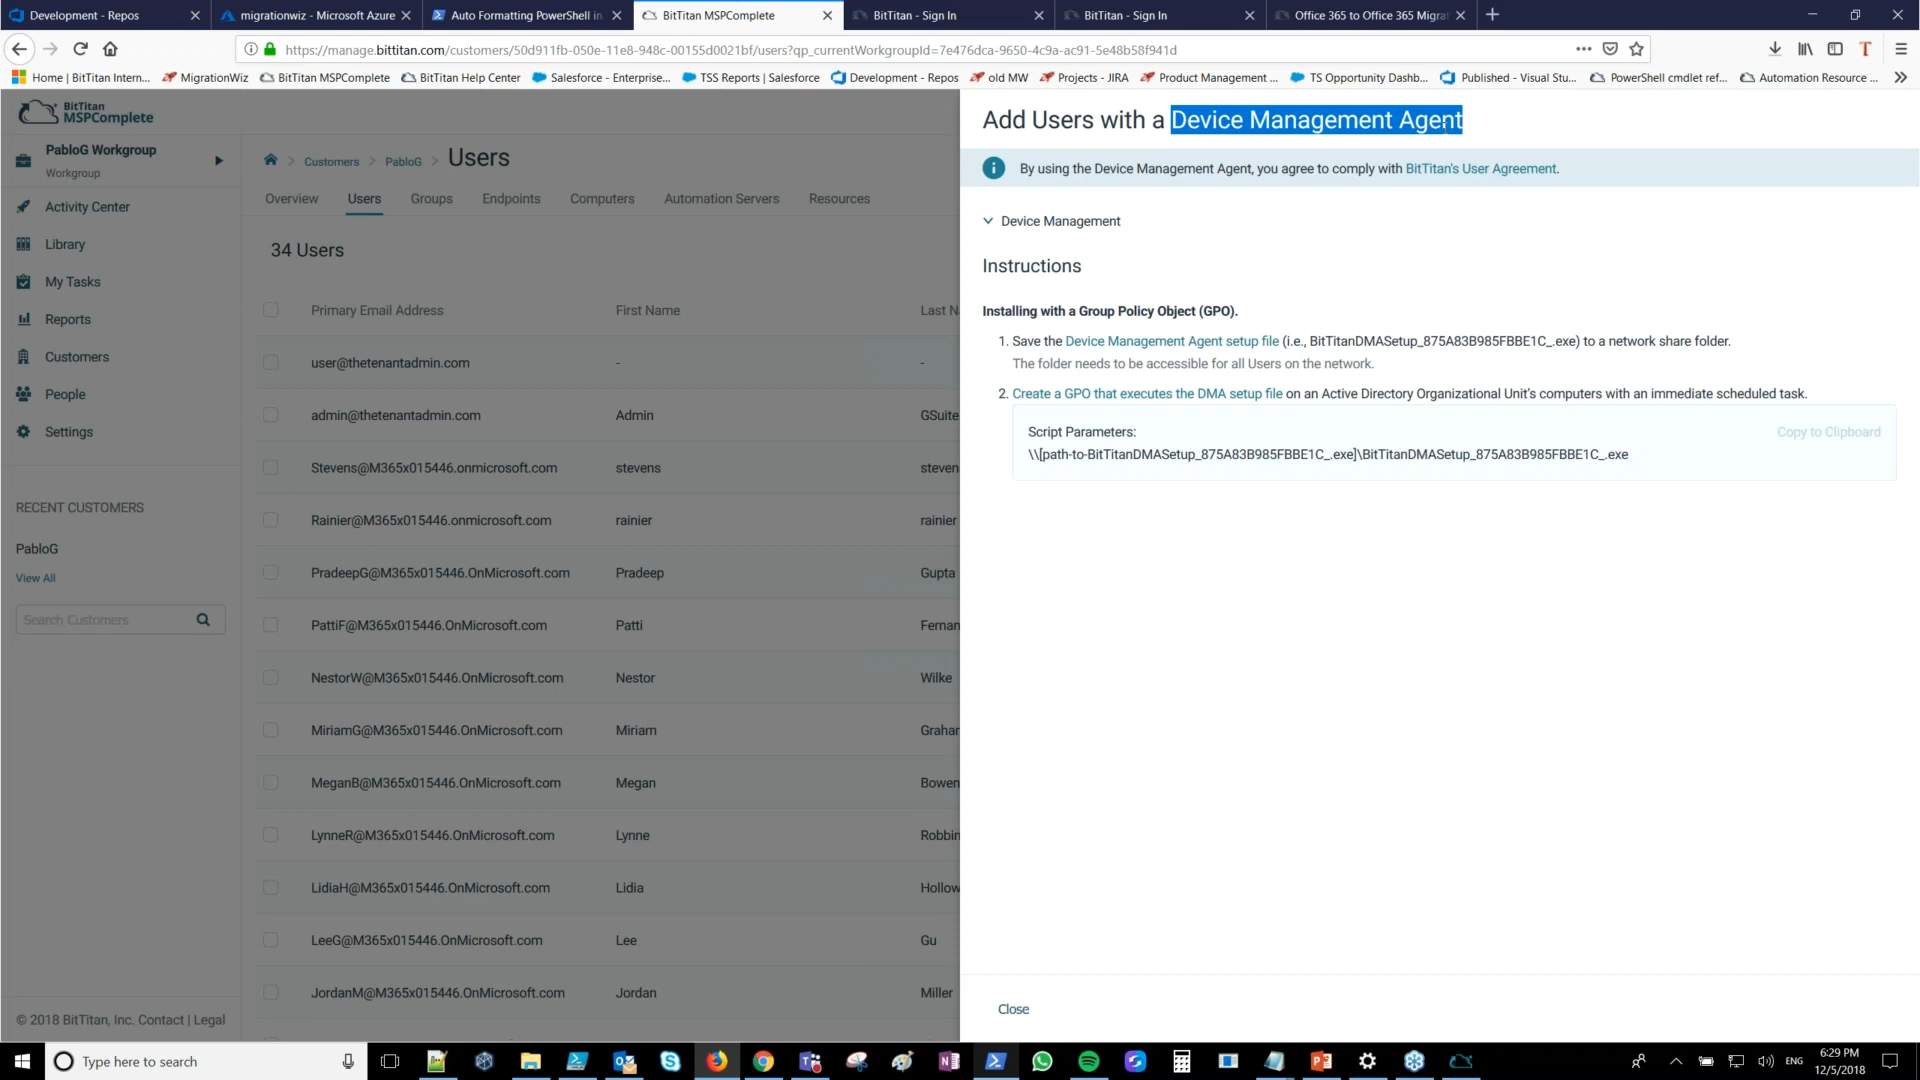 Development - Repos
migrationwiz - Microsoft Azure
Auto Formatting PowerShell in
BitTitan MSPComplete
BitTitan - Sign In
BitTitan - Sign In
Office 365 to Office 365 Migrat
https://manage.bittitan.com/customers/50d911fb-050e-11e8-948c-00155d0021bf/users?qp_currentWorkgroupId=7e476dca-9650-4c9a-ac91-5e48b58f941d
Home | BitTitan Intern...
MigrationWiz
BitTitan MSPComplete
BitTitan Help Center
Salesforce - Enterprise...
TSS Reports | Salesforce
Development - Repos
old MW
Projects - JIRA
Product Management ...
TS Opportunity Dashb...
Published - Visual Stu...
PowerShell cmdlet ref...
Automation Resource ...
BitTitan
MSPComplete
PabloG Workgroup
Workgroup
Activity Center
Library
My Tasks
Reports
Customers
People
Settings
RECENT CUSTOMERS
PabloG
View All
Search Customers
© 2018 BitTitan, Inc. Contact | Legal
Customers > PabloG > Users
Overview Users Groups Endpoints Computers Automation Servers Resources
34 Users
Primary Email Address First Name Last N
user@thetenantadmin.com - -
admin@thetenantadmin.com Admin GSuite
Stevens@M365x015446.onmicrosoft.com stevens steven
Rainier@M365x015446.onmicrosoft.com rainier rainier
PradeepG@M365x015446.OnMicrosoft.com Pradeep Gupta
PattiF@M365x015446.OnMicrosoft.com Patti Fernan
NestorW@M365x015446.OnMicrosoft.com Nestor Wilke
MiriamG@M365x015446.OnMicrosoft.com Miriam Grahar
MeganB@M365x015446.OnMicrosoft.com Megan Bowen
LynneR@M365x015446.OnMicrosoft.com Lynne Robbin
LidiaH@M365x015446.OnMicrosoft.com Lidia Hollow
LeeG@M365x015446.OnMicrosoft.com Lee Gu
JordanM@M365x015446.OnMicrosoft.com Jordan Miller
Add Users with a Device Management Agent
By using the Device Management Agent, you agree to comply with BitTitan's User Agreement.
Device Management
Instructions
Installing with a Group Policy Object (GPO).
1. Save the Device Management Agent setup file (i.e., BitTitanDMASetup_875A83B985FBBE1C_.exe) to a network share folder.
The folder needs to be accessible for all Users on the network.
2. Create a GPO that executes the DMA setup file on an Active Directory Organizational Unit's computers with an immediate scheduled task.
Script Parameters:
Copy to Clipboard
\\[path-to-BitTitanDMASetup_875A83B985FBBE1C_.exe]\BitTitanDMASetup_875A83B985FBBE1C_.exe
Close
Type here to search
ENG
6:29 PM
12/5/2018